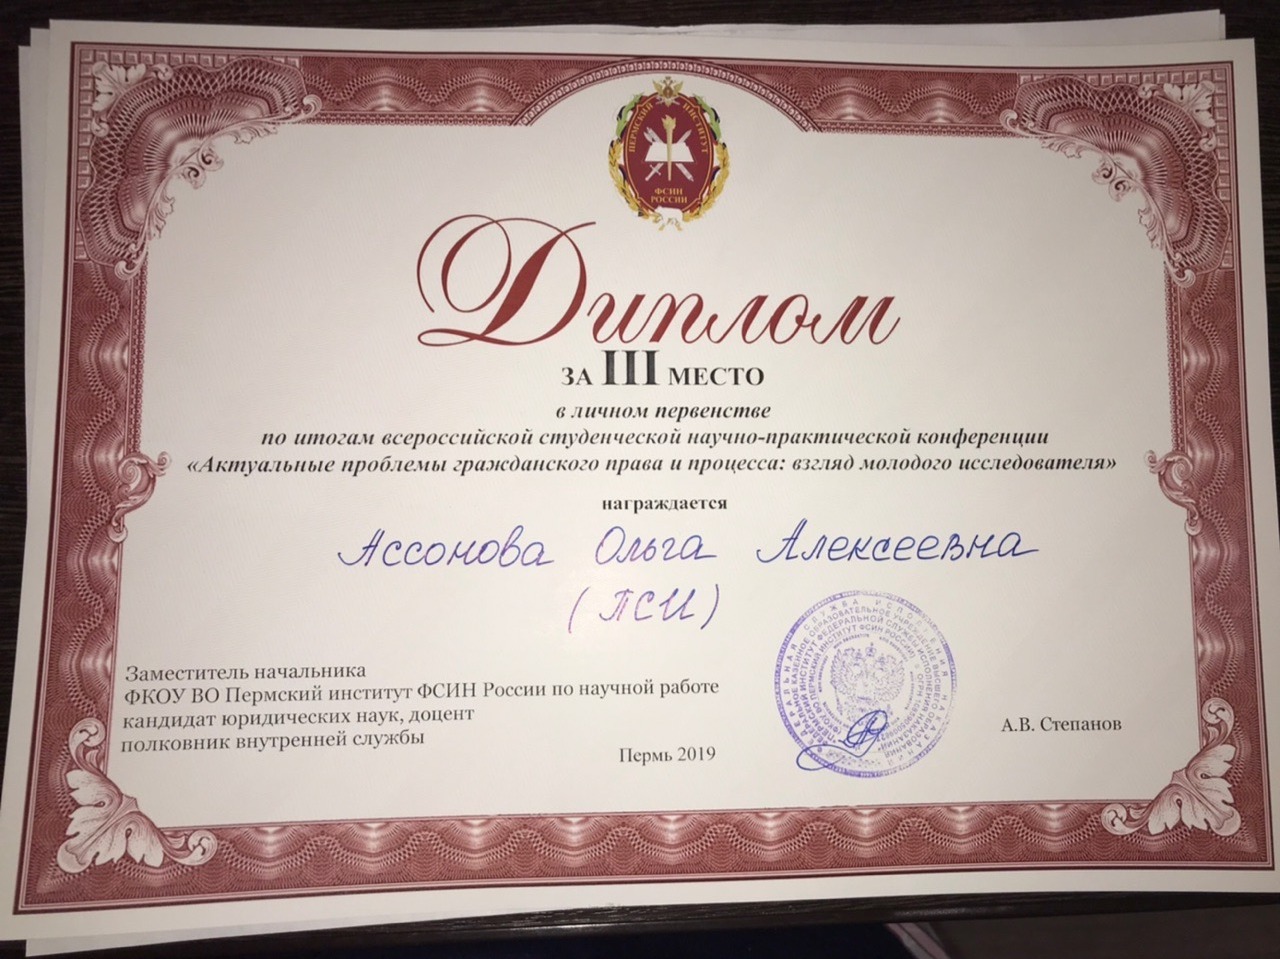 ПЕРМСКИЙ ИНСТИТУТ
ФСИН
РОССИИ
Диплом
ЗА III МЕСТО
в личном первенстве
по итогам всероссийской студенческой научно-практической конференции
«Актуальные проблемы гражданского права и процесса: взгляд молодого исследователя»
награждается
Ассонова Ольга Алексеевна
(ПСИ)
Заместитель начальника
ФКОУ ВО Пермский институт ФСИН России по научной работе
кандидат юридических наук, доцент
полковник внутренней службы
А.В. Степанов
Пермь 2019